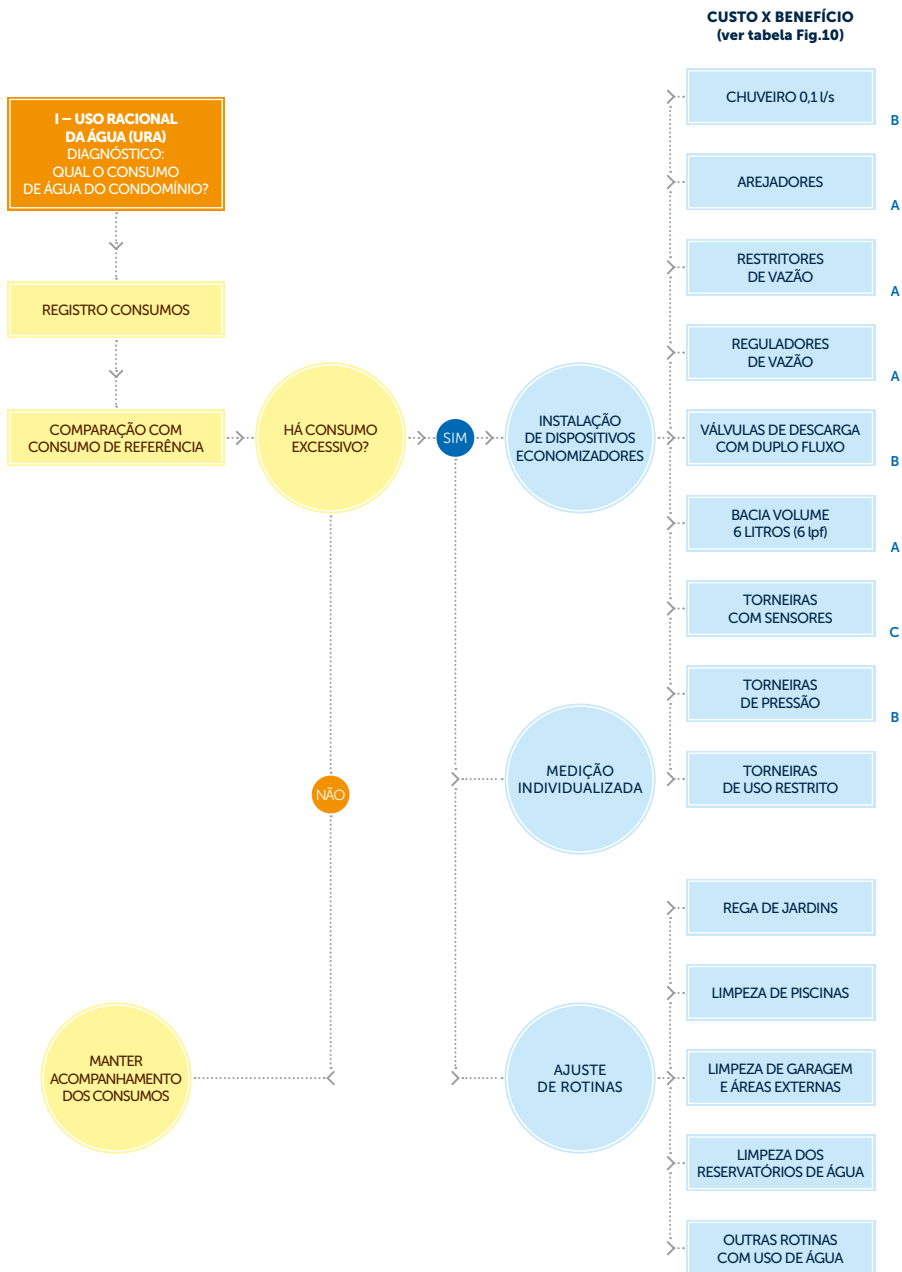 CUSTO X BENEFÍCIO
(ver tabela Fig.10)
I – USO RACIONAL
DA ÁGUA (URA)
DIAGNÓSTICO:
QUAL O CONSUMO
DE ÁGUA DO CONDOMÍNIO?
REGISTRO CONSUMOS
COMPARAÇÃO COM
CONSUMO DE REFERÊNCIA
HÁ CONSUMO
EXCESSIVO?
SIM
NÃO
MANTER
ACOMPANHAMENTO
DOS CONSUMOS
INSTALAÇÃO
DE DISPOSITIVOS
ECONOMIZADORES
CHUVEIRO 0,1 l/s
B
AREJADORES
A
RESTRITORES
DE VAZÃO
A
REGULADORES
DE VAZÃO
A
VÁLVULAS DE DESCARGA
COM DUPLO FLUXO
B
BACIA VOLUME
6 LITROS (6 lpf)
A
TORNEIRAS
COM SENSORES
C
TORNEIRAS
DE PRESSÃO
B
TORNEIRAS
DE USO RESTRITO
MEDIÇÃO
INDIVIDUALIZADA
AJUSTE
DE ROTINAS
REGA DE JARDINS
LIMPEZA DE PISCINAS
LIMPEZA DE GARAGEM
E ÁREAS EXTERNAS
LIMPEZA DOS
RESERVATÓRIOS DE ÁGUA
OUTRAS ROTINAS
COM USO DE ÁGUA